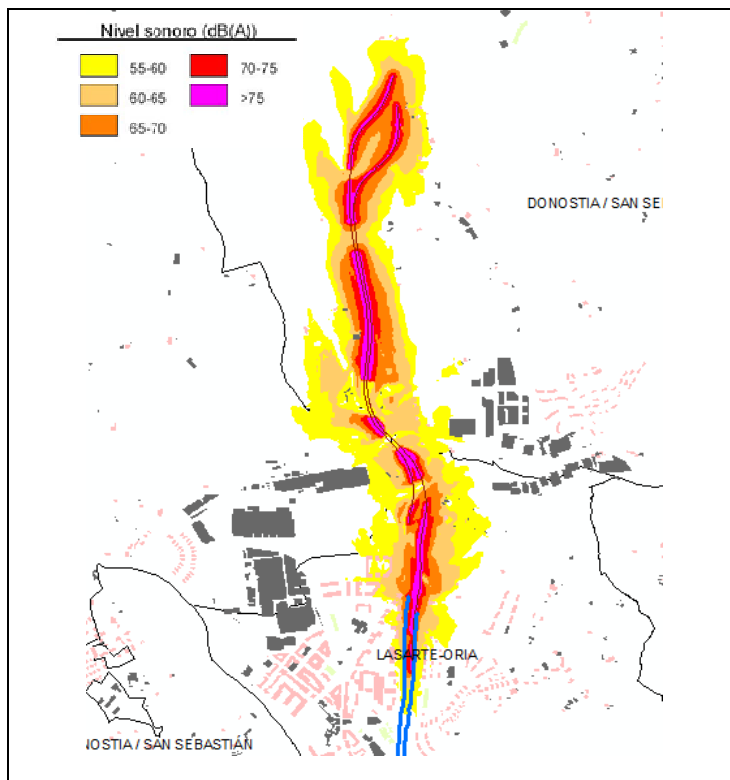 Nivel sonoro (dB(A))
55-60
70-75
60-65
>75
65-70
DONOSTIA / SAN SE
LASARTE-ORIA
NOSTIA / SAN SEBASTIÁN